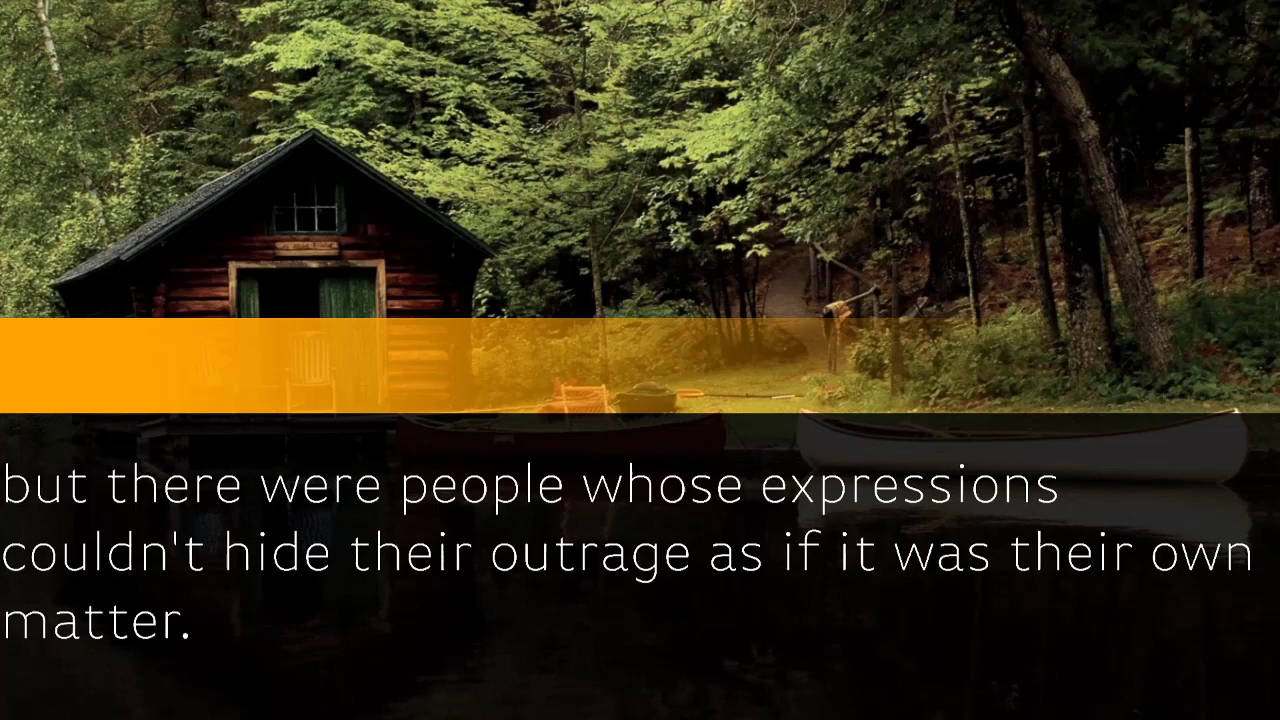 but there were people whose expressions
couldn't hide their outrage as if it was their own
matter.